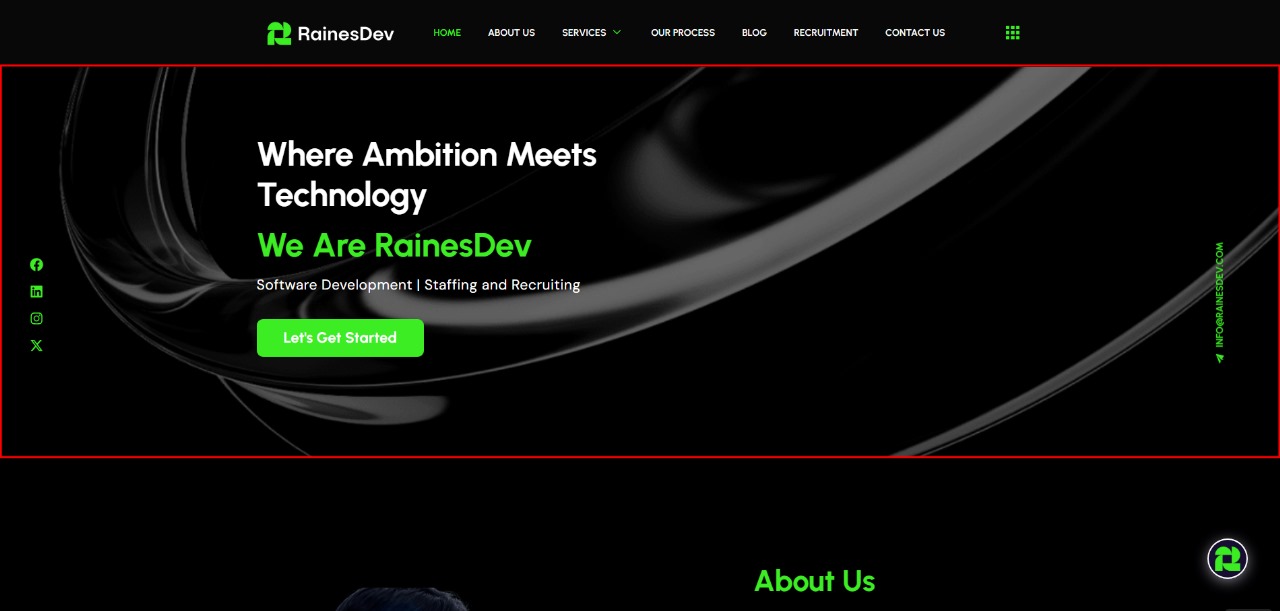 RainesDev
HOME
ABOUT US
SERVICES
OUR PROCESS
BLOG
RECRUITMENT
CONTACT US
Where Ambition Meets
Technology
We Are RainesDev
Software Development | Staffing and Recruiting
Let's Get Started
INFO@RAINESDEV.COM
About Us